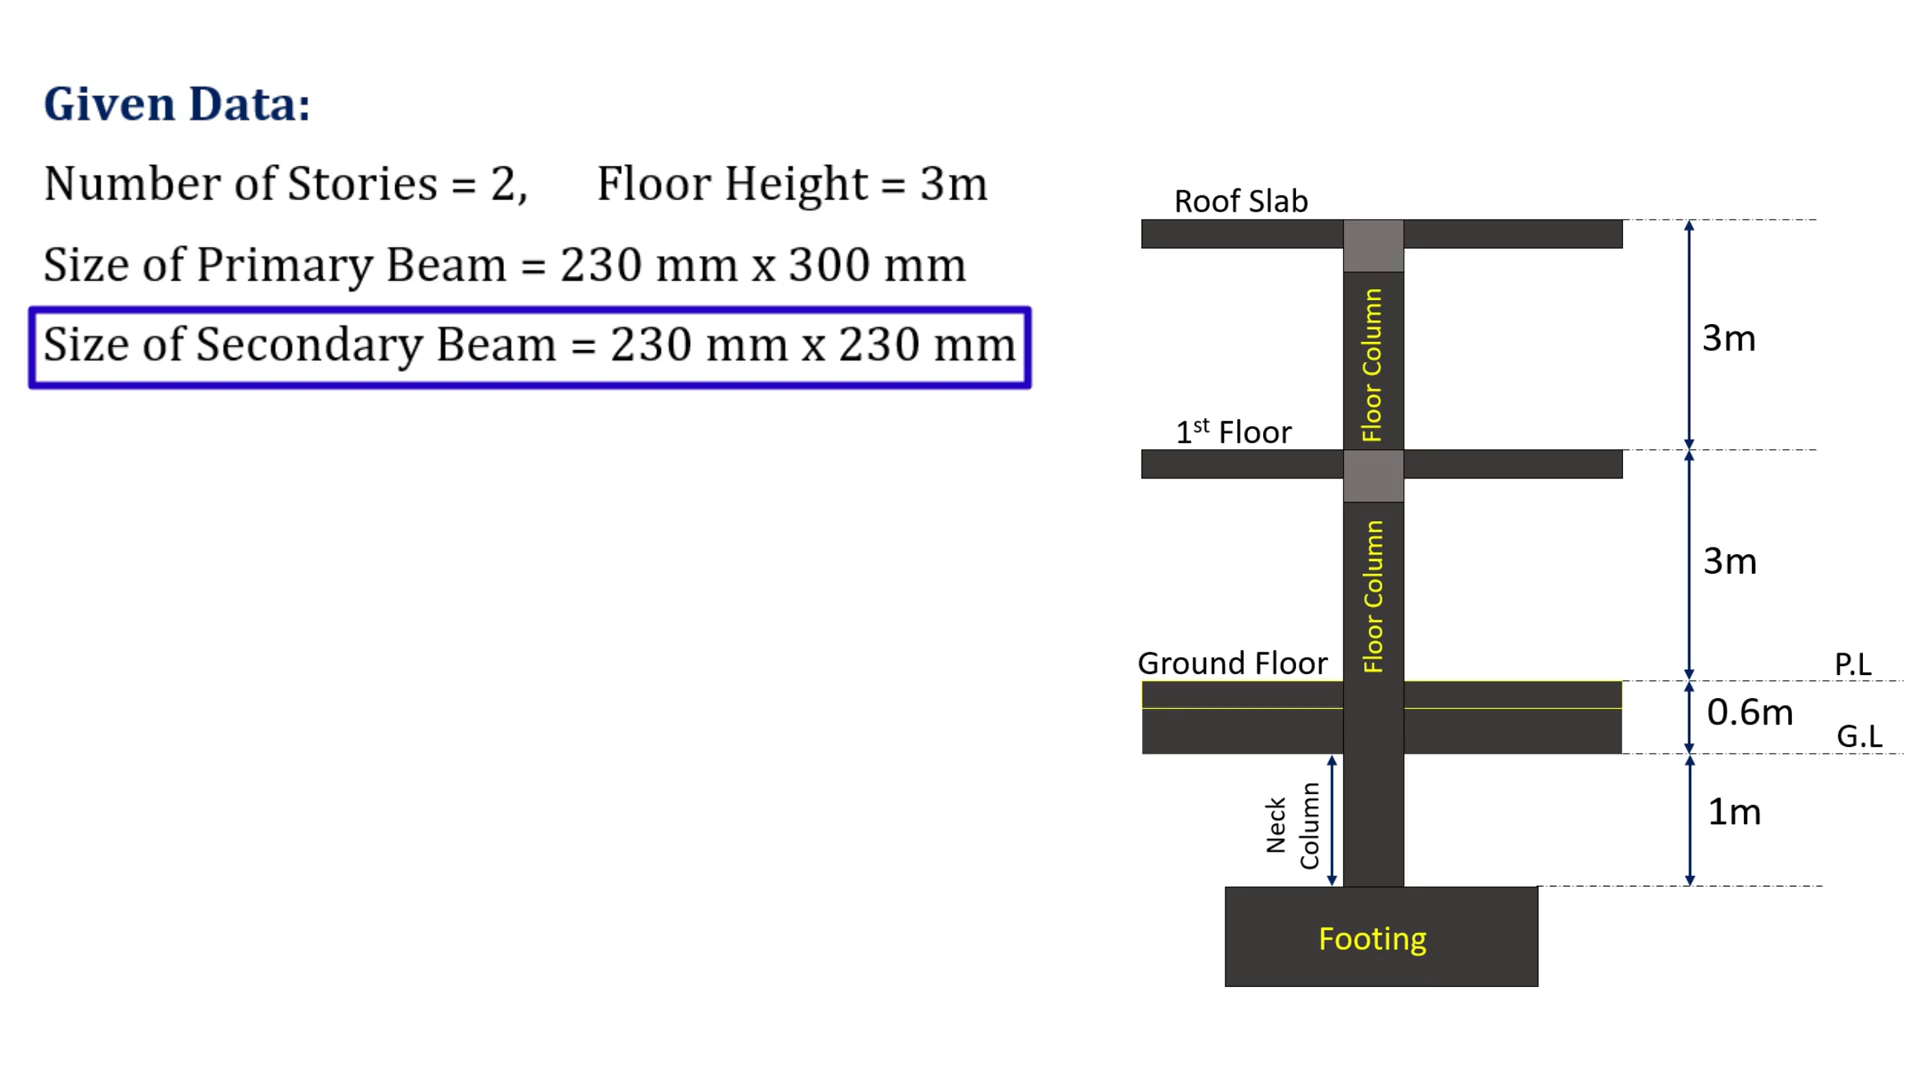 Given Data:
Number of Stories = 2, Floor Height = 3m
Size of Primary Beam = 230 mm x 300 mm
Size of Secondary Beam = 230 mm x 230 mm
Roof Slab
Floor Column
3m
1st Floor
Floor Column
3m
Ground Floor
P.L
0.6m
G.L
Neck
Column
1m
Footing